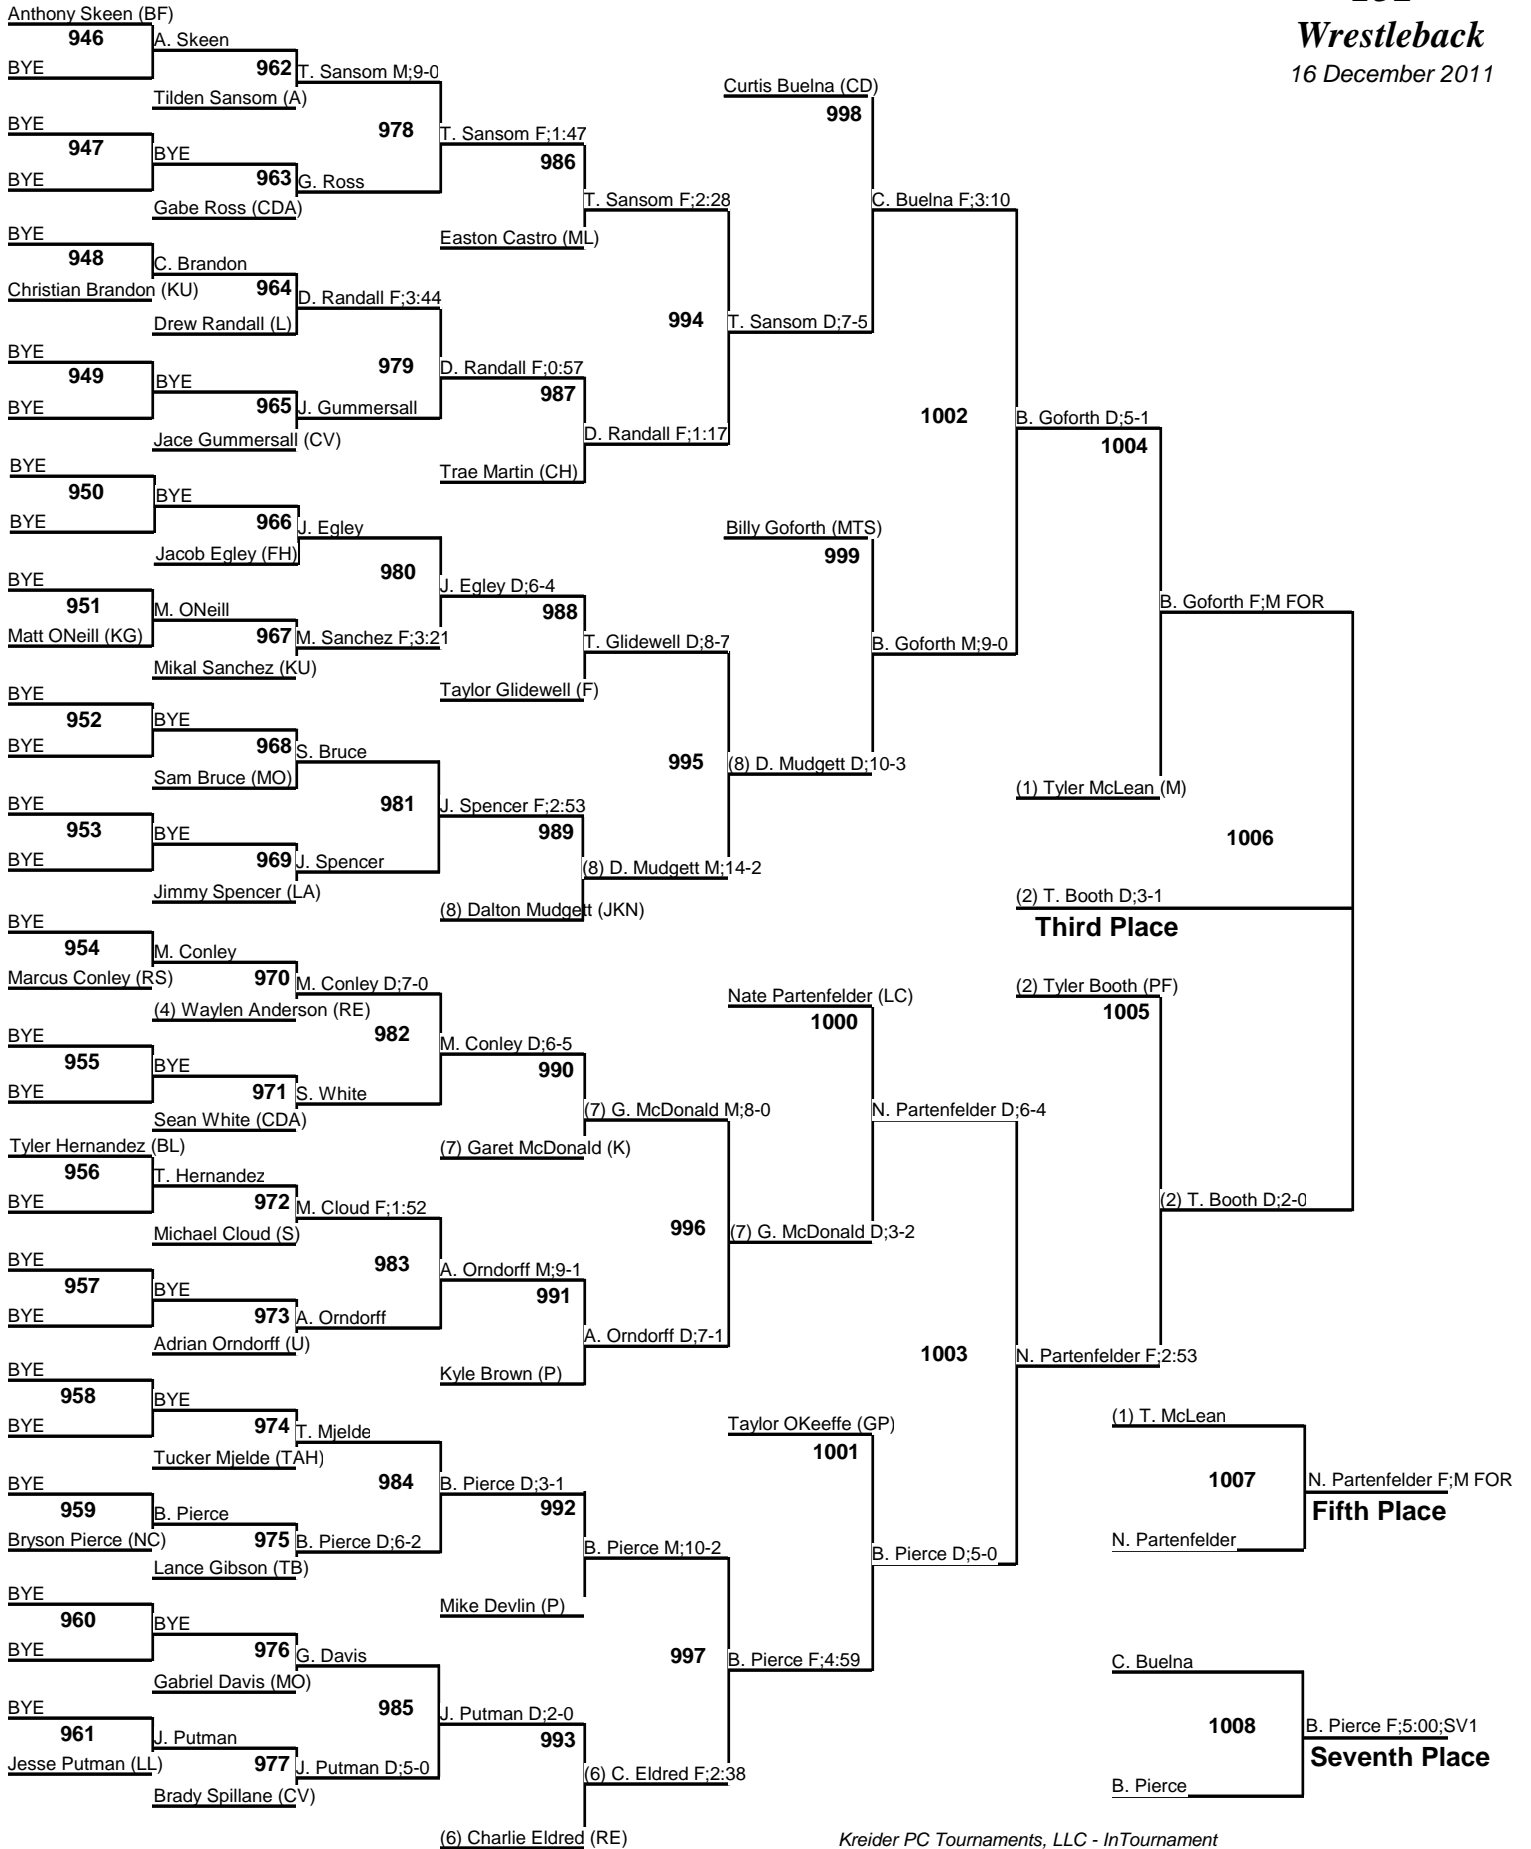 Wrestleback
16 December 2011
Anthony Skeen (BF)
946
BYE
A. Skeen
962
Tilden Sansom (A)
T. Sansom M;9-0
BYE
947
BYE
BYE
963
Gabe Ross (CDA)
G. Ross
978
T. Sansom F;1:47
986
Easton Castro (ML)
T. Sansom F;2:28
BYE
948
Christian Brandon (KU)
C. Brandon
964
Drew Randall (L)
D. Randall F;3:44
BYE
949
BYE
BYE
965
Jace Gummersall (CV)
J. Gummersall
979
D. Randall F;0:57
987
Trae Martin (CH)
D. Randall F;1:17
994
T. Sansom D;7-5
Curtis Buelna (CD)
998
C. Buelna F;3:10
BYE
950
BYE
BYE
966
Jacob Egley (FH)
J. Egley
BYE
951
Matt ONeill (KG)
M. ONeill
967
Mikal Sanchez (KU)
M. Sanchez F;3:21
980
J. Egley D;6-4
988
Taylor Glidewell (F)
T. Glidewell D;8-7
BYE
952
BYE
BYE
968
Sam Bruce (MO)
S. Bruce
BYE
953
BYE
BYE
969
Jimmy Spencer (LA)
J. Spencer
981
J. Spencer F;2:53
989
(8) Dalton Mudgett (JKN)
(8) D. Mudgett M;14-2
995
(8) D. Mudgett D;10-3
Billy Goforth (MTS)
999
B. Goforth M;9-0
1002
B. Goforth D;5-1
1004
(1) Tyler McLean (M)
B. Goforth F;M FOR
1006
(2) T. Booth D;3-1
Third Place
BYE
954
Marcus Conley (RS)
M. Conley
970
(4) Waylen Anderson (RE)
M. Conley D;7-0
BYE
955
BYE
BYE
971
Sean White (CDA)
S. White
982
M. Conley D;6-5
990
(7) Garet McDonald (K)
(7) G. McDonald M;8-0
Tyler Hernandez (BL)
956
BYE
T. Hernandez
972
Michael Cloud (S)
M. Cloud F;1:52
BYE
957
BYE
BYE
973
Adrian Orndorff (U)
A. Orndorff
983
A. Orndorff M;9-1
991
Kyle Brown (P)
A. Orndorff D;7-1
996
(7) G. McDonald D;3-2
Nate Partenfelder (LC)
1000
N. Partenfelder D;6-4
BYE
958
BYE
BYE
974
Tucker Mjelde (TAH)
T. Mjelde
BYE
959
Bryson Pierce (NC)
B. Pierce
975
Lance Gibson (TB)
B. Pierce D;6-2
984
B. Pierce D;3-1
992
Mike Devlin (P)
B. Pierce M;10-2
BYE
960
BYE
BYE
976
Gabriel Davis (MO)
G. Davis
BYE
961
Jesse Putman (LL)
J. Putman
977
Brady Spillane (CV)
J. Putman D;5-0
985
J. Putman D;2-0
993
(6) Charlie Eldred (RE)
(6) C. Eldred F;2:38
997
B. Pierce F;4:59
Taylor OKeeffe (GP)
1001
B. Pierce D;5-0
1003
N. Partenfelder F;2:53
(2) Tyler Booth (PF)
1005
(2) T. Booth D;2-0
(1) T. McLean
1007
N. Partenfelder
N. Partenfelder F;M FOR
Fifth Place
C. Buelna
1008
B. Pierce
B. Pierce F;5:00;SV1
Seventh Place
Kreider PC Tournaments, LLC - InTournament